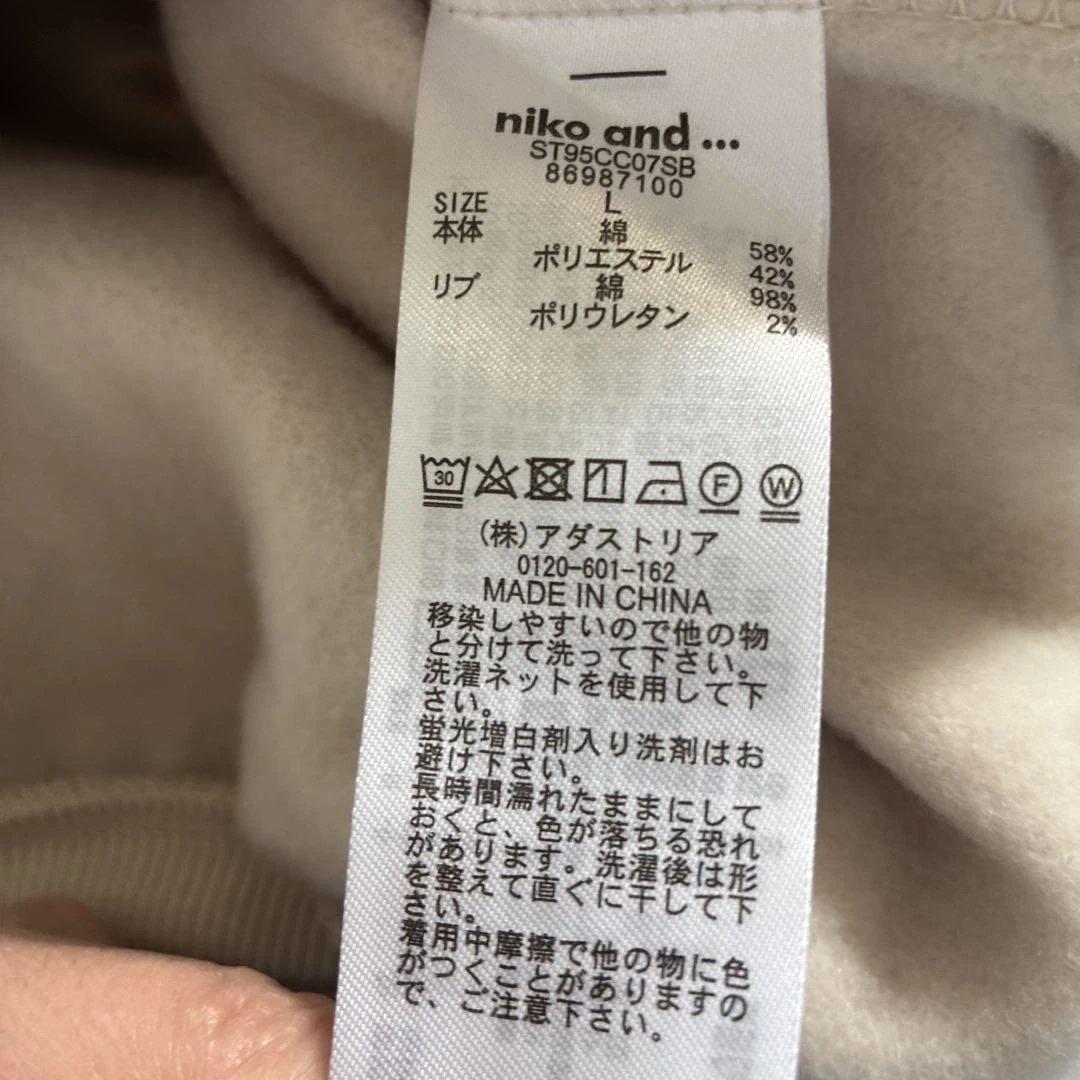 niko and ...
ST95CC07SB
86987100
SIZE L
本体 綿 58%
ポリエステル 42%
リブ 綿 98%
ポリウレタン 2%
30 F W
(株)アダストリア
0120-601-162
MADE IN CHINA
移染しやすいので他の物
と分けて洗って下さい。
洗濯ネットを使用して下
さい。
蛍光増白剤入り洗剤はお
避け下さい。
長時間濡れたままにして
おくと、色が落ちる恐れ
があります。洗濯後は形
を整えて直ぐに干して下
さい。
着用中摩擦で他の物に色
がつくことがありますの
で、ご注意下さい。